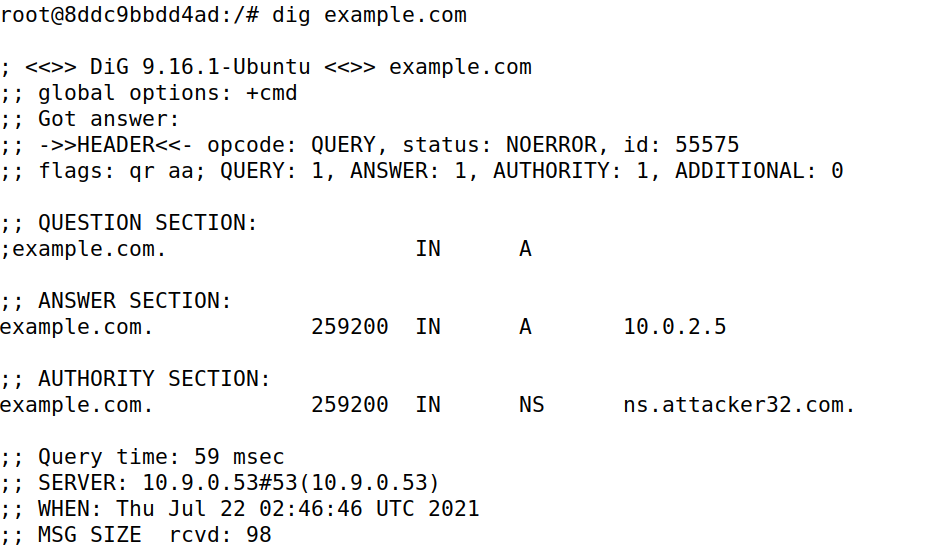 root@8ddc9bbdd4ad:/# dig example.com
; <<>> DiG 9.16.1-Ubuntu <<>> example.com
;; global options: +cmd
;; Got answer:
;; ->>HEADER<<- opcode: QUERY, status: NOERROR, id: 55575
;; flags: qr aa; QUERY: 1, ANSWER: 1, AUTHORITY: 1, ADDITIONAL: 0
;; QUESTION SECTION:
;example.com. IN A
;; ANSWER SECTION:
example.com. 259200 IN A 10.0.2.5
;; AUTHORITY SECTION:
example.com. 259200 IN NS ns.attacker32.com.
;; Query time: 59 msec
;; SERVER: 10.9.0.53#53(10.9.0.53)
;; WHEN: Thu Jul 22 02:46:46 UTC 2021
;; MSG SIZE rcvd: 98